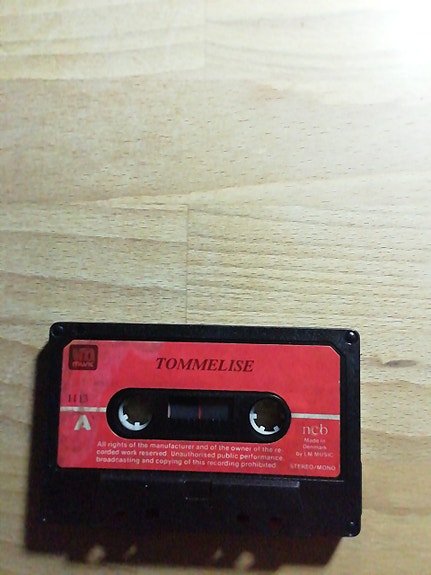 music
TOMMELISE
A
All rights of the manufacturer and of the owner of the re-
corded work reserved. Unauthorised public performance
broadcasting and copying of this recording prohibited
ncb
Made in
Denmark
by LM MUSIC
STEREO/MONO